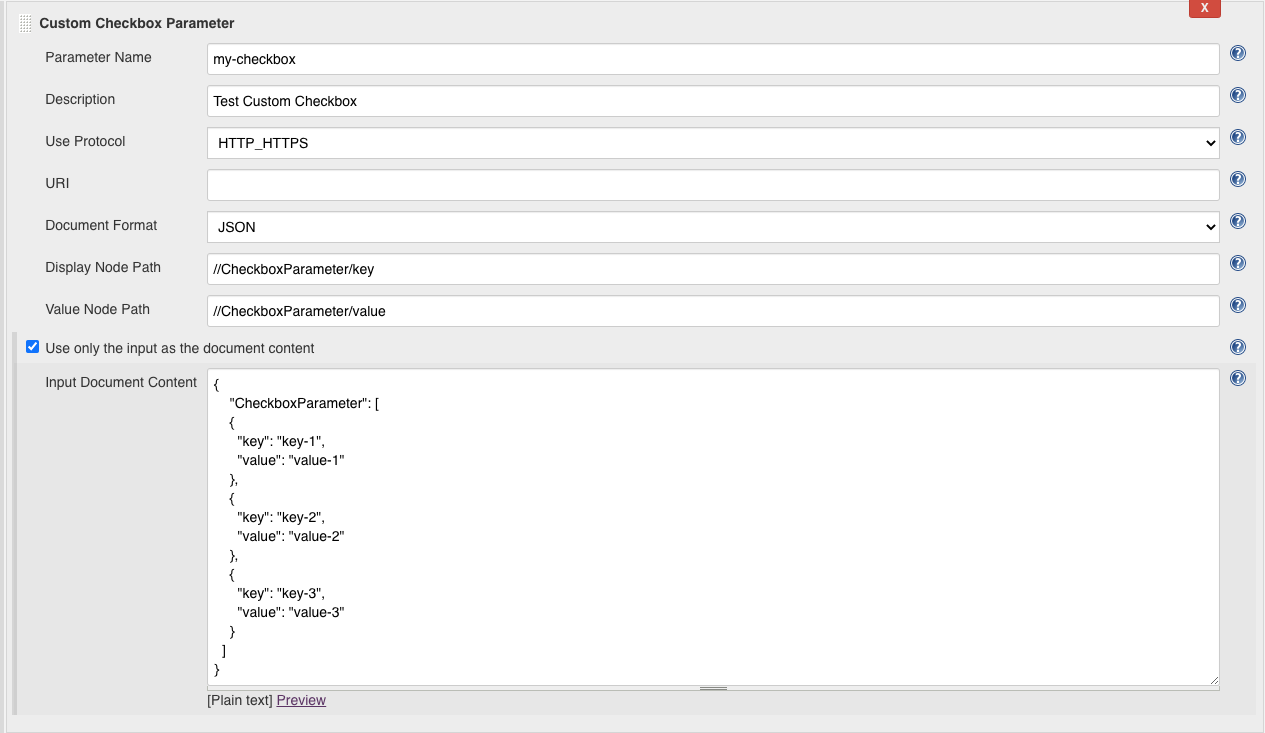 X
Custom Checkbox Parameter
Parameter Name my-checkbox ?
Description Test Custom Checkbox ?
Use Protocol HTTP_HTTPS ?
URI ?
Document Format JSON ?
Display Node Path //CheckboxParameter/key ?
Value Node Path //CheckboxParameter/value ?
Use only the input as the document content ?
Input Document Content { ?
"CheckboxParameter": [
{
"key": "key-1",
"value": "value-1"
},
{
"key": "key-2",
"value": "value-2"
},
{
"key": "key-3",
"value": "value-3"
}
]
}
[Plain text] Preview